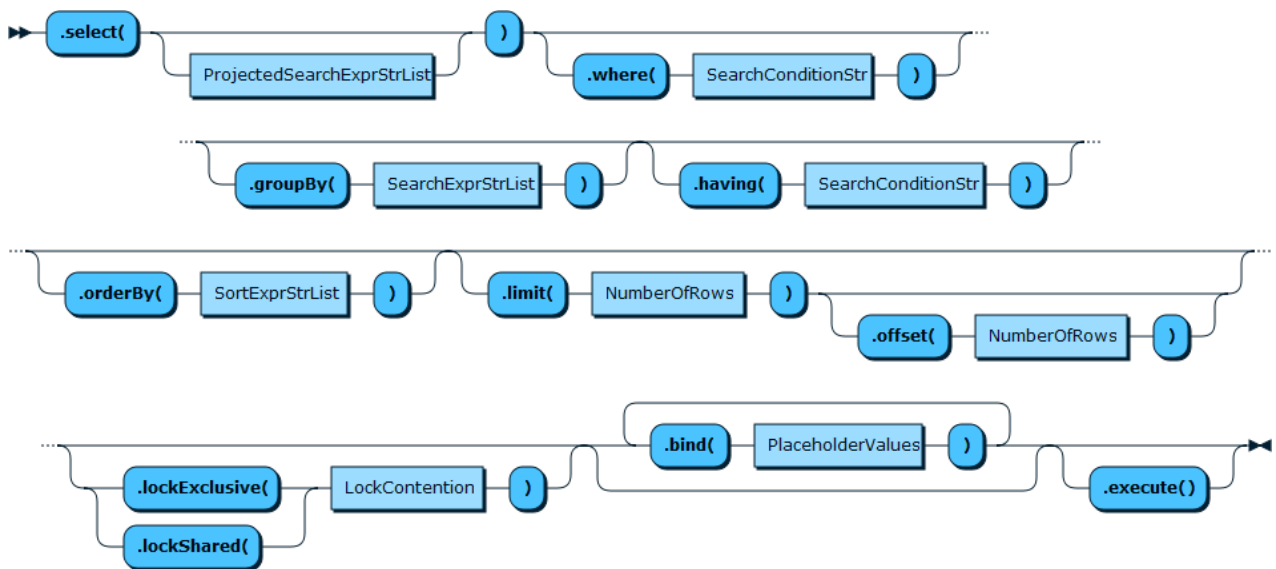 .select( ProjectedSearchExprStrList ) .where( SearchConditionStr )
.groupBy( SearchExprStrList ) .having( SearchConditionStr )
.orderBy( SortExprStrList ) .limit( NumberOfRows )
.offset( NumberOfRows )
.bind( PlaceholderValues )
.lockExclusive( LockContention ) .execute()
.lockShared(